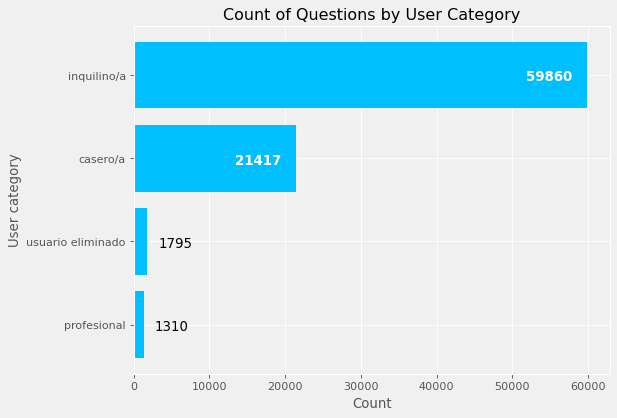 Count of Questions by User Category
inquilino/a
59860
casero/a
21417
usuario eliminado
1795
profesional
1310
0 10000 20000 30000 40000 50000 60000
Count
User category